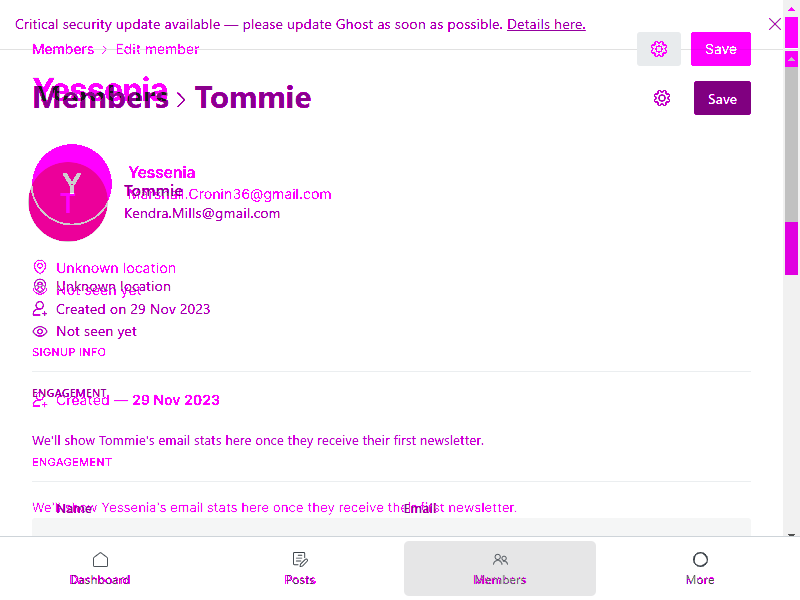 Critical security update available — please update Ghost as soon as possible. Details here.
Members > Edit member
Save
Yessenia
Members > Tommie
Save
Y
T
Yessenia
Tommie
Marshall.Cronin36@gmail.com
Kendra.Mills@gmail.com
Unknown location
Unknown location
Not seen yet
Created on 29 Nov 2023
Not seen yet
SIGNUP INFO
ENGAGEMENT
Created — 29 Nov 2023
We'll show Tommie's email stats here once they receive their first newsletter.
ENGAGEMENT
We'll show Yessenia's email stats here once they receive their first newsletter.
Name Email
Dashboard Posts Members More